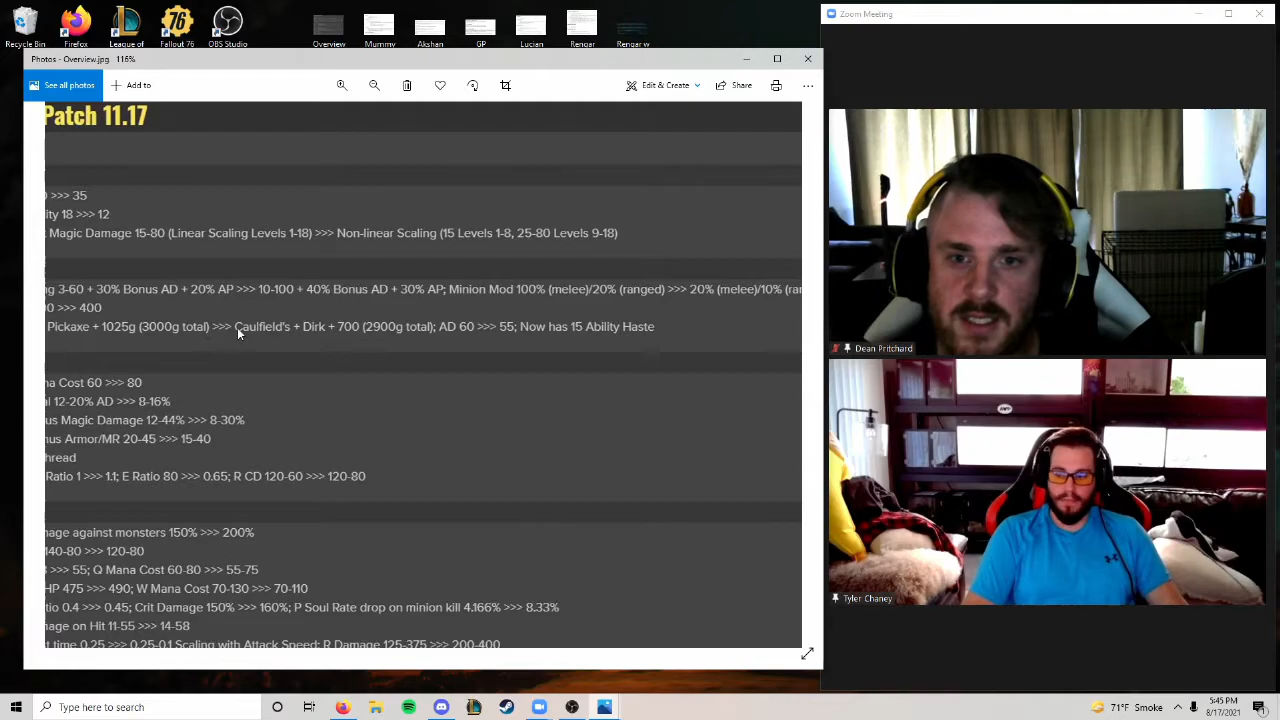 Zoom Meeting
Recycle Bin
Firefox
League of
Fallout 76
OBS Studio
Overview
Mummy
Akshan
GP
Lucian
Rengar
Rengar w
Photos - Overview.jpg 116%
See all photos
Add to
Edit & Create
Share
Patch 11.17
>>> 35
ity 18 >>> 12
Magic Damage 15-80 (Linear Scaling Levels 1-18) >>> Non-linear Scaling (15 Levels 1-8, 25-80 Levels 9-18)
ng 3-60 + 30% Bonus AD + 20% AP >>> 10-100 + 40% Bonus AD + 30% AP; Minion Mod 100% (melee)/20% (ranged) >>> 20% (melee)/10% (ran
00 >>> 400
Pickaxe + 1025g (3000g total) >>> Caulfield's + Dirk + 700 (2900g total); AD 60 >>> 55; Now has 15 Ability Haste
na Cost 60 >>> 80
al 12-20% AD >>> 8-16%
us Magic Damage 12-44% >>> 8-30%
nus Armor/MR 20-45 >>> 15-40
hread
Ratio 1 >>> 1.1; E Ratio 80 >>> 0.65; R CD 120-60 >>> 120-80
nage against monsters 150% >>> 200%
140-80 >>> 120-80
>>> 55; Q Mana Cost 60-80 >>> 55-75
HP 475 >>> 490; W Mana Cost 70-130 >>> 70-110
tio 0.4 >>> 0.45; Crit Damage 150% >>> 160%; P Soul Rate drop on minion kill 4.166% >>> 8.33%
nage on Hit 11-55 >>> 14-58
t time 0.25 >>> 0.25-0.1 Scaling with Attack Speed; R Damage 125-375 >>> 200-400
Dean Pritchard
AWP
Tyler Chaney
Type here to search
71°F Smoke
5:45 PM
8/17/2021